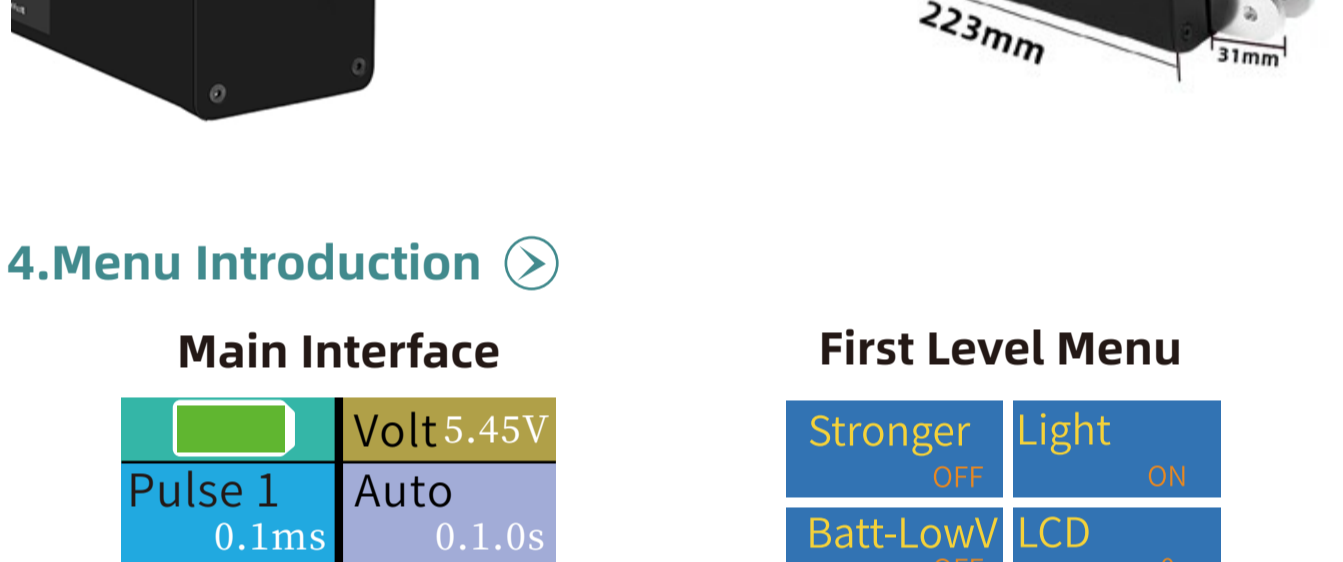 223mm
31mm
4.Menu Introduction
Main Interface
First Level Menu
Volt 5.45V
Pulse 1
0.1ms
Auto
0.1.0s
Stronger
OFF
Light
ON
Batt-LowV
LCD